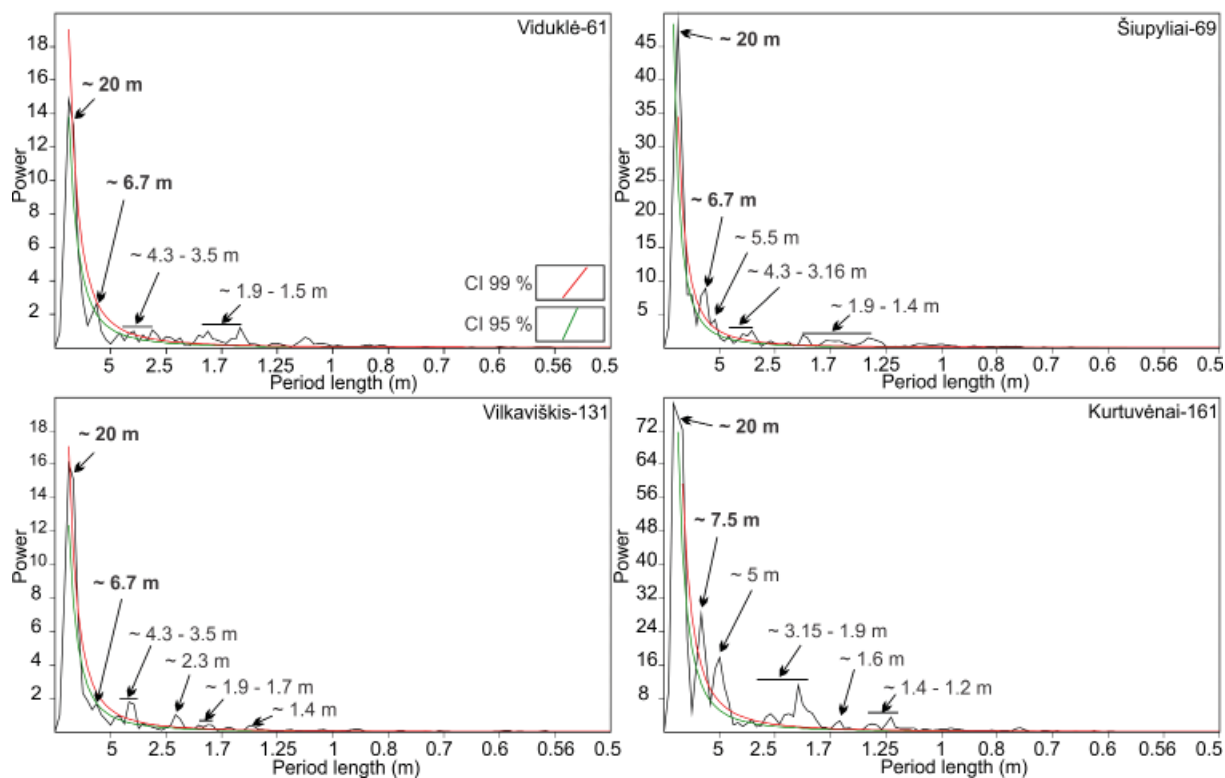 Viduklė-61
Power
18
16
14
12
10
8
6
4
2
~ 20 m
~ 6.7 m
~ 4.3 - 3.5 m
~ 1.9 - 1.5 m
CI 99 %
CI 95 %
5 2.5 1.7 1.25 1 0.8 0.7 0.6 0.56 0.5
Period length (m)
Šiupyliai-69
Power
45
40
35
30
25
20
15
10
5
~ 20 m
~ 6.7 m
~ 5.5 m
~ 4.3 - 3.16 m
~ 1.9 - 1.4 m
5 2.5 1.7 1.25 1 0.8 0.7 0.6 0.56 0.5
Period length (m)
Vilkaviškis-131
Power
18
16
14
12
10
8
6
4
2
~ 20 m
~ 6.7 m
~ 4.3 - 3.5 m
~ 2.3 m
~ 1.9 - 1.7 m
~ 1.4 m
5 2.5 1.7 1.25 1 0.8 0.7 0.6 0.56 0.5
Period length (m)
Kurtuvėnai-161
Power
72
64
56
48
40
32
24
16
8
~ 20 m
~ 7.5 m
~ 5 m
~ 3.15 - 1.9 m
~ 1.6 m
~ 1.4 - 1.2 m
5 2.5 1.7 1.25 1 0.8 0.7 0.6 0.56 0.5
Period length (m)